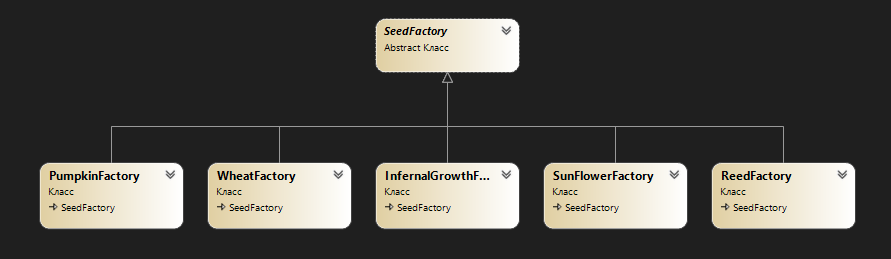 SeedFactory
Abstract Класс
PumpkinFactory
Класс
SeedFactory
WheatFactory
Класс
SeedFactory
InfernalGrowthF...
Класс
SeedFactory
SunFlowerFactory
Класс
SeedFactory
ReedFactory
Класс
SeedFactory